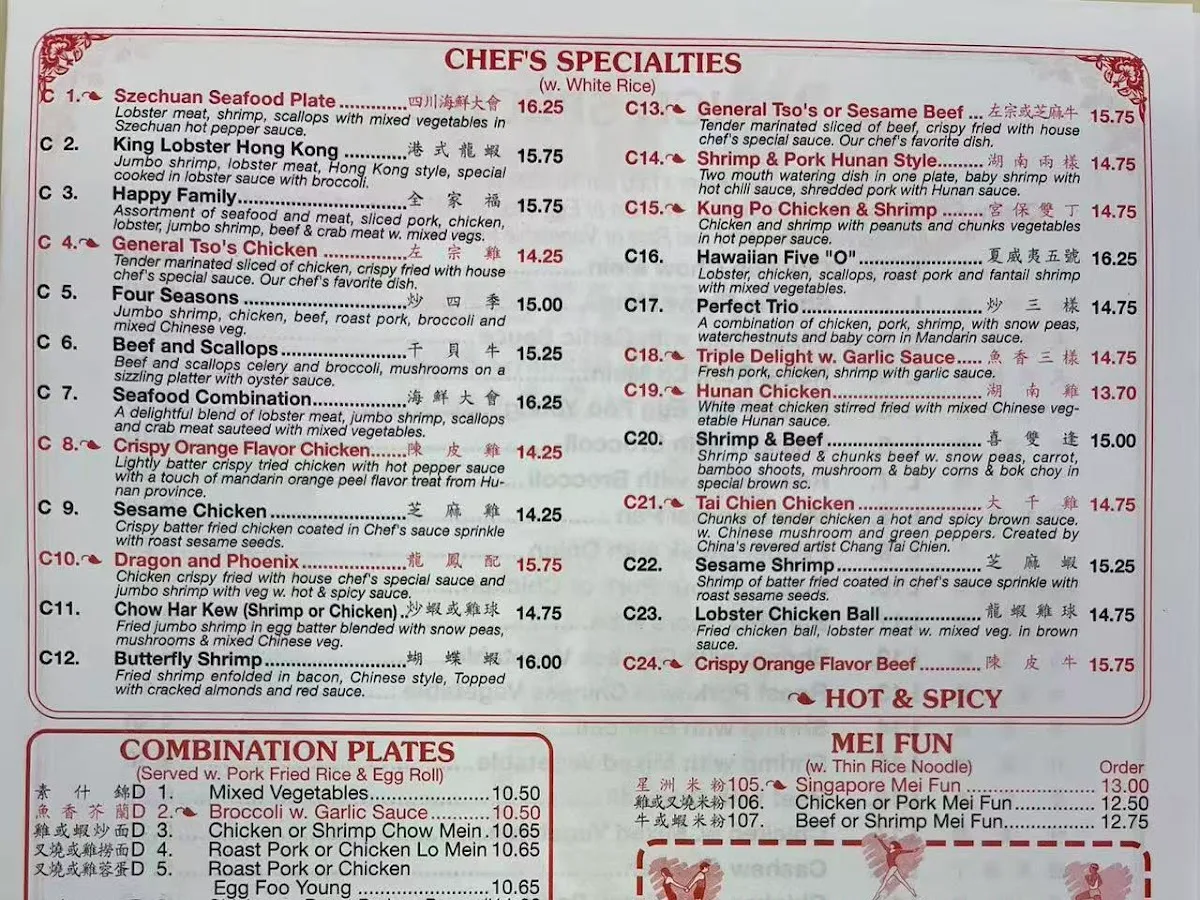 CHEF'S SPECIALTIES
(w. White Rice)
C 1. Szechuan Seafood Plate ............ 四川海鮮大會 16.25
Lobster meat, shrimp, scallops with mixed vegetables in
Szechuan hot pepper sauce.
C 2. King Lobster Hong Kong ........... 港式龍蝦 15.75
Jumbo shrimp, lobster meat, Hong Kong style, special
cooked in lobster sauce with broccoli.
C 3. Happy Family.............................. 全家福 15.75
Assortment of seafood and meat, sliced pork, chicken,
lobster, jumbo shrimp, beef & crab meat w. mixed vegs.
C 4. General Tso's Chicken ............... 左宗雞 14.25
Tender marinated sliced of chicken, crispy fried with house
chef's special sauce. Our chef's favorite dish.
C 5. Four Seasons ............................. 炒四季 15.00
Jumbo shrimp, chicken, beef, roast pork, broccoli and
mixed Chinese veg.
C 6. Beef and Scallops....................... 干貝牛 15.25
Beef and scallops celery and broccoli, mushrooms on a
sizzling platter with oyster sauce.
C 7. Seafood Combination................. 海鮮大會 16.25
A delightful blend of lobster meat, jumbo shrimp, scallops
and crab meat sauteed with mixed vegetables.
C 8. Crispy Orange Flavor Chicken...... 陳皮雞 14.25
Lightly batter crispy tried chicken with hot pepper sauce
with a touch of mandarin orange peel flavor treat from Hu-
nan province.
C 9. Sesame Chicken ........................ 芝麻雞 14.25
Crispy batter fried chicken coated in Chef's sauce sprinkle
with roast sesame seeds.
C10. Dragon and Phoenix................... 龍鳳配 15.75
Chicken crispy fried with house chef's special sauce and
jumbo shrimp with veg w. hot & spicy sauce.
C11. Chow Har Kew (Shrimp or Chicken).. 炒蝦或雞球 14.75
Fried jumbo shrimp in egg batter blended with snow peas,
mushrooms & mixed Chinese veg.
C12. Butterfly Shrimp......................... 蝴蝶蝦 16.00
Fried shrimp enfolded in bacon, Chinese style, Topped
with cracked almonds and red sauce.
C13. General Tso's or Sesame Beef ... 左宗或芝麻牛 15.75
Tender marinated sliced of beef, crispy fried with house
chef's special sauce. Our chef's favorite dish.
C14. Shrimp & Pork Hunan Style........ 湖南兩樣 14.75
Two mouth watering dish in one plate, baby shrimp with
hot chili sauce, shredded pork with Hunan sauce.
C15. Kung Po Chicken & Shrimp ....... 宮保雙丁 14.75
Chicken and shrimp with peanuts and chunks vegetables
in hot pepper sauce.
C16. Hawaiian Five "O"...................... 夏威夷五號 16.25
Lobster, chicken, scallops, roast pork and fantail shrimp
with mixed vegetables.
C17. Perfect Trio................................ 炒三樣 14.75
A combination of chicken, pork, shrimp, with snow peas,
waterchestnuts and baby corn in Mandarin sauce.
C18. Triple Delight w. Garlic Sauce..... 魚香三樣 14.75
Fresh pork, chicken, shrimp with garlic sauce.
C19. Hunan Chicken.......................... 湖南雞 13.70
White meat chicken stirred fried with mixed Chinese veg-
etable Hunan sauce.
C20. Shrimp & Beef........................... 喜雙逢 15.00
Shrimp sauteed & chunks beef w. snow peas, carrot,
bamboo shoots, mushroom & baby corns & bok choy in
special brown sc.
C21. Tai Chien Chicken ..................... 大千雞 14.75
Chunks of tender chicken a hot and spicy brown sauce.
w. Chinese mushroom and green peppers. Created by
China's revered artist Chang Tai Chien.
C22. Sesame Shrimp......................... 芝麻蝦 15.25
Shrimp of batter fried coated in chef's sauce sprinkle with
roast sesame seeds.
C23. Lobster Chicken Ball ................. 龍蝦雞球 14.75
Fried chicken ball, lobster meat w. mixed veg. in brown
sauce.
C24. Crispy Orange Flavor Beef .......... 陳皮牛 15.75
HOT & SPICY
COMBINATION PLATES
(Served w. Pork Fried Rice & Egg Roll)
素什錦 D 1. Mixed Vegetables....................10.50
魚香芥蘭 D 2. Broccoli w. Garlic Sauce..........10.50
雞或蝦炒面 D 3. Chicken or Shrimp Chow Mein .10.65
叉燒或雞撈面 D 4. Roast Pork or Chicken Lo Mein 10.65
叉燒或雞蓉蛋 D 5. Roast Pork or Chicken
Egg Foo Young .....................10.65
MEI FUN
(w. Thin Rice Noodle) Order
星洲米粉 105. Singapore Mei Fun .....................13.00
雞或叉燒米粉 106. Chicken or Pork Mei Fun.............12.50
牛或蝦米粉 107. Beef or Shrimp Mei Fun...............12.75